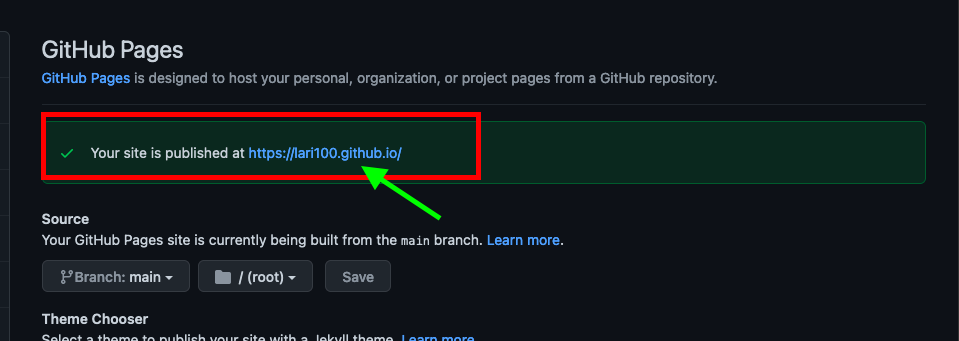 GitHub Pages
GitHub Pages is designed to host your personal, organization, or project pages from a GitHub repository.
Your site is published at https://lari100.github.io/
Source
Your GitHub Pages site is currently being built from the main branch. Learn more.
Branch: main
/ (root)
Save
Theme Chooser
Select a theme to publish your site with a Jekyll theme. Learn more